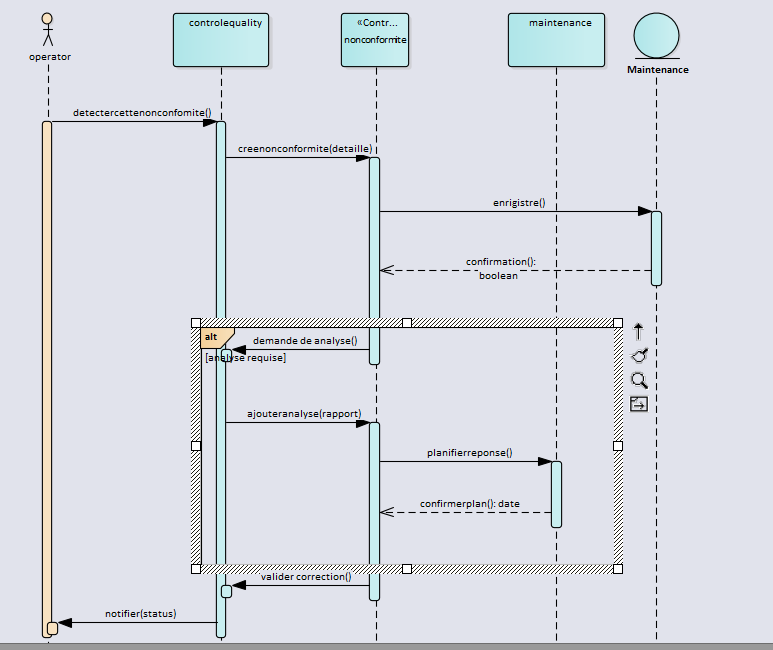 controlequality
«Contr...
nonconformite
maintenance
operator
Maintenance
detectercettenonconfomite()
creenonconformite(detaille)
enrigistre()
confirmation():
boolean
alt
demande de analyse()
[analyse requise]
ajouteranalyse(rapport)
planifierreponse()
confirmerplan(): date
valider correction()
notifier(status)